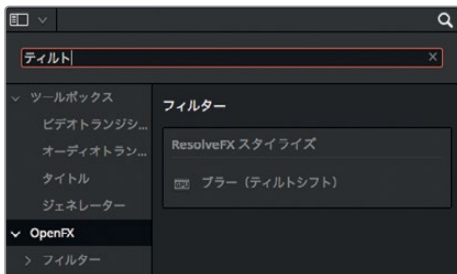 ティルト
ツールボックス
ビデオトランジシ...
オーディオトラン...
タイトル
ジェネレーター
OpenFX
フィルター
フィルター
ResolveFX スタイライズ
GPU ブラー（ティルトシフト）